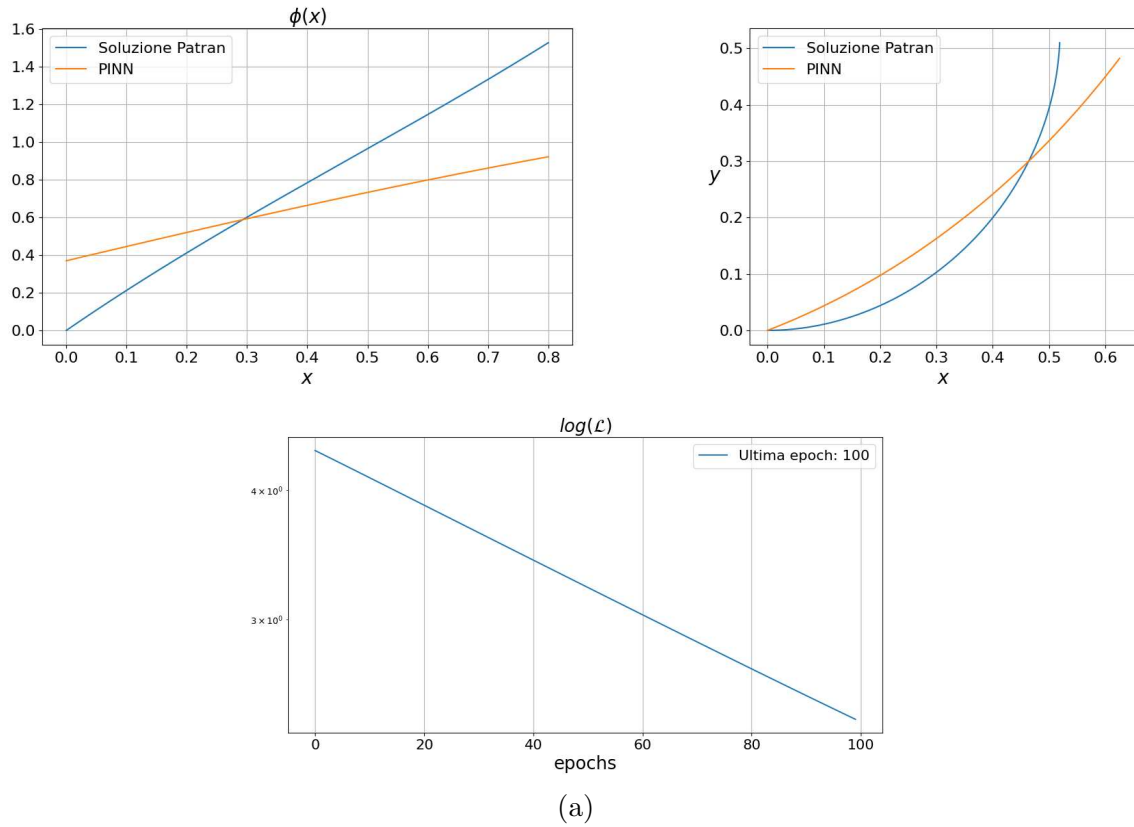 ϕ(x)
1.6
1.4
1.2
1.0
0.8
0.6
0.4
0.2
0.0
Soluzione Patran
PINN
0.0 0.1 0.2 0.3 0.4 0.5 0.6 0.7 0.8
x
0.5
0.4
0.3
y
0.2
0.1
0.0
Soluzione Patran
PINN
0.0 0.1 0.2 0.3 0.4 0.5 0.6
x
log(ℒ)
4 × 10⁰
3 × 10⁰
Ultima epoch: 100
0 20 40 60 80 100
epochs
(a)